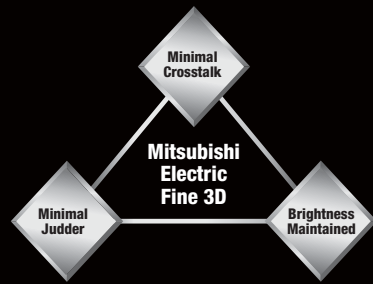 Minimal
Crosstalk
Mitsubishi
Electric
Fine 3D
Minimal
Judder
Brightness
Maintained